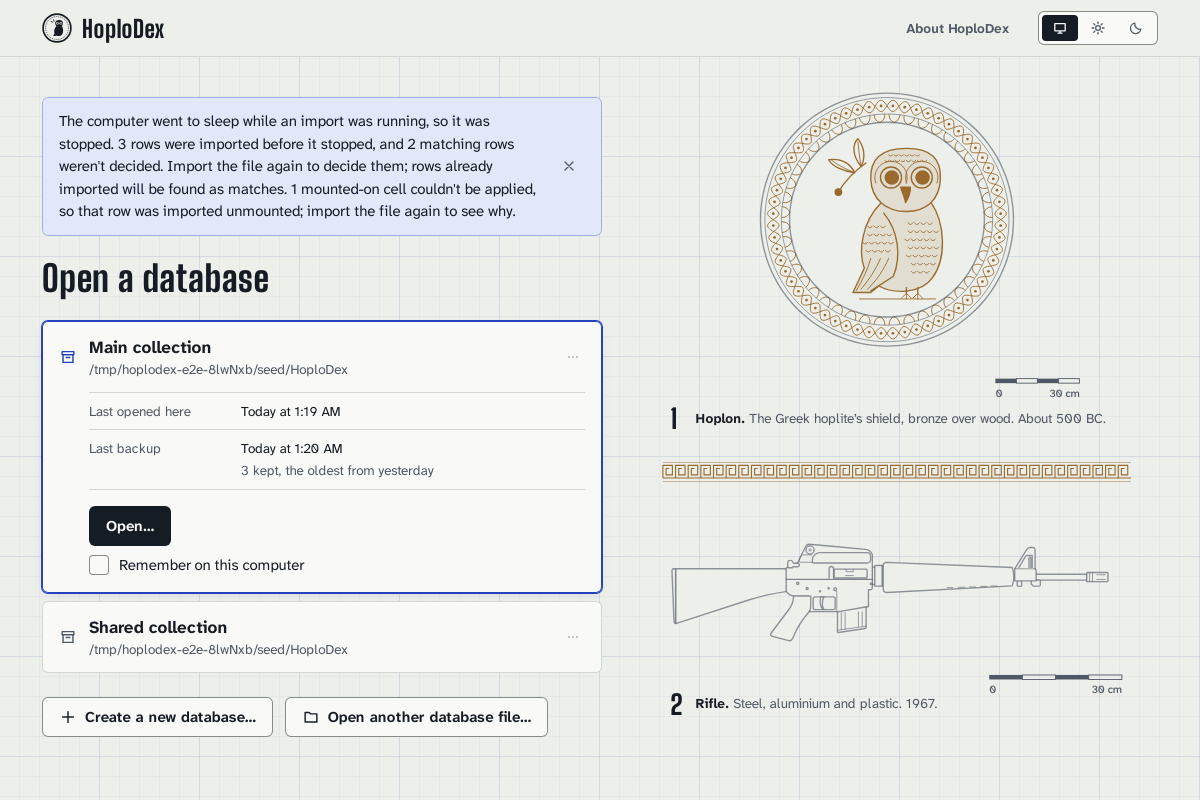 HoploDex
About HoploDex
The computer went to sleep while an import was running, so it was
stopped. 3 rows were imported before it stopped, and 2 matching rows
weren't decided. Import the file again to decide them; rows already
imported will be found as matches. 1 mounted-on cell couldn't be applied,
so that row was imported unmounted; import the file again to see why.
Open a database
Main collection
/tmp/hoplodex-e2e-8lwNxb/seed/HoploDex
Last opened here Today at 1:19 AM
Last backup Today at 1:20 AM
3 kept, the oldest from yesterday
Open...
Remember on this computer
Shared collection
/tmp/hoplodex-e2e-8lwNxb/seed/HoploDex
Create a new database...
Open another database file...
0 30 cm
1 Hoplon. The Greek hoplite's shield, bronze over wood. About 500 BC.
0 30 cm
2 Rifle. Steel, aluminium and plastic. 1967.